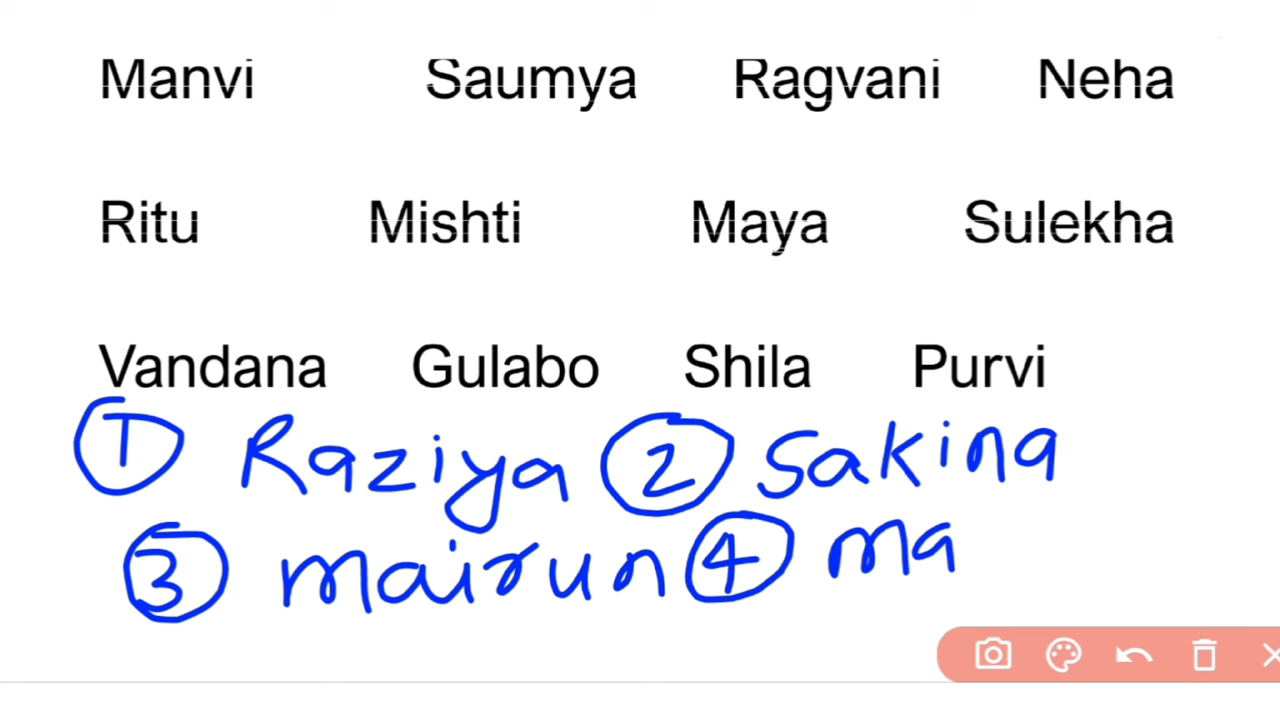 Manvi Saumya Ragvani Neha
Ritu Mishti Maya Sulekha
Vandana Gulabo Shila Purvi
① Raziya ② Sakina
③ mairun ④ ma